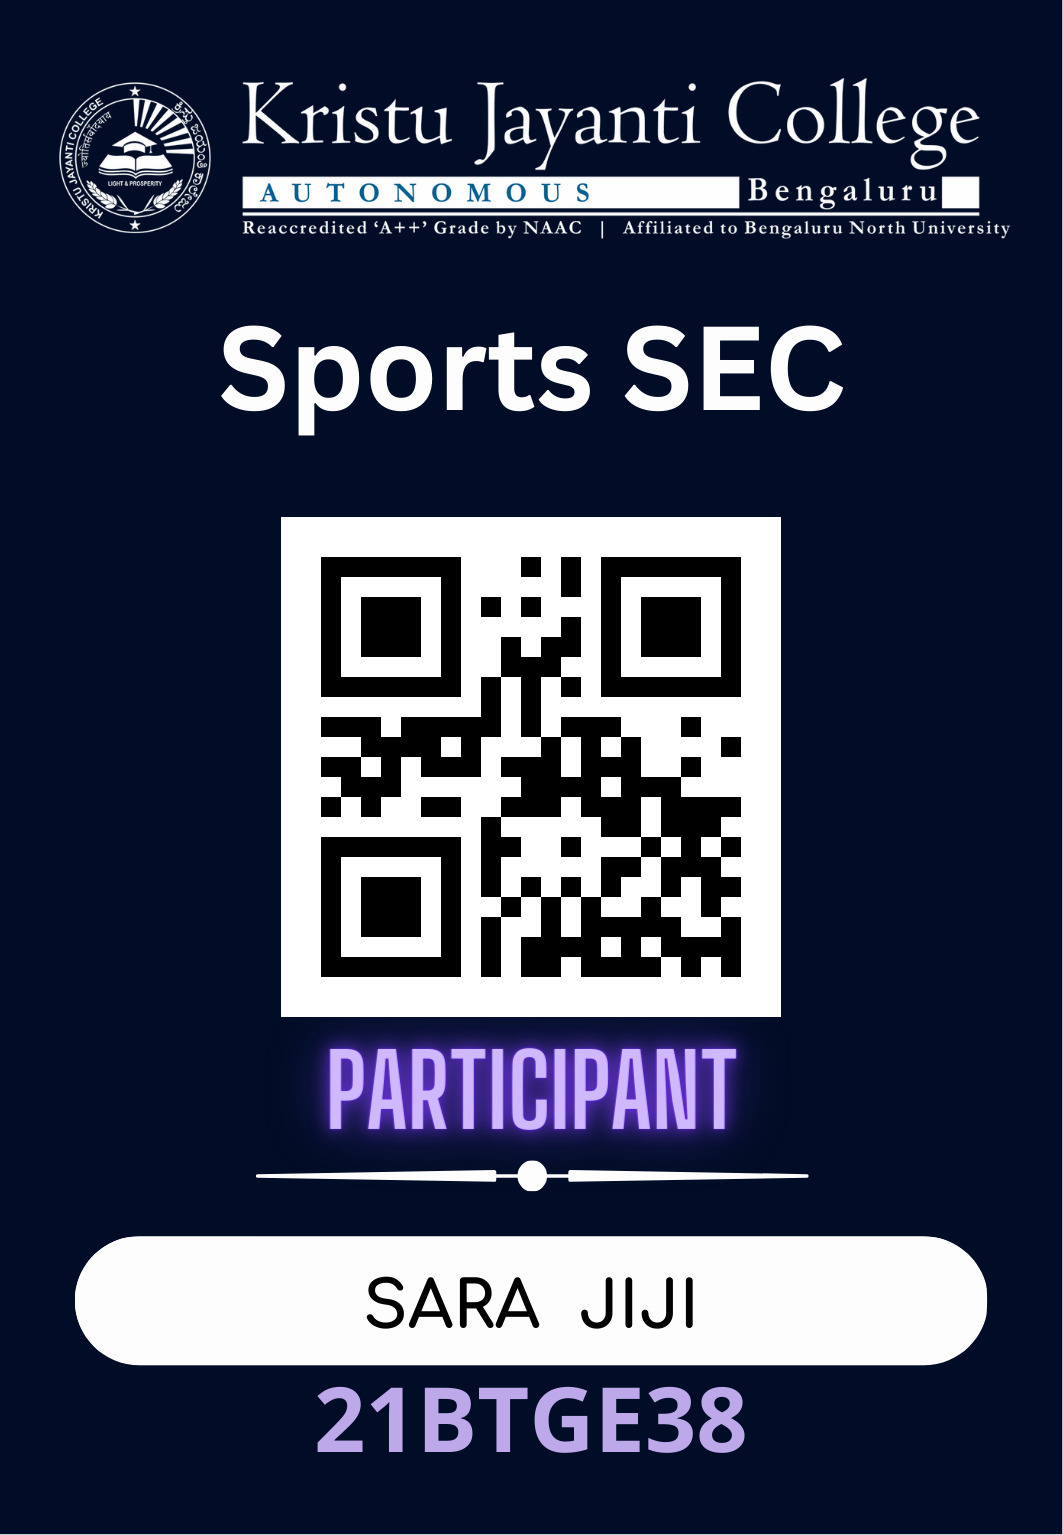 Kristu Jayanti College
AUTONOMOUS Bengaluru
Reaccredited ‘A++’ Grade by NAAC | Affiliated to Bengaluru North University
KRISTU JAYANTI COLLEGE
LIGHT & PROSPERITY
Sports SEC
PARTICIPANT
SARA JIJI
21BTGE38